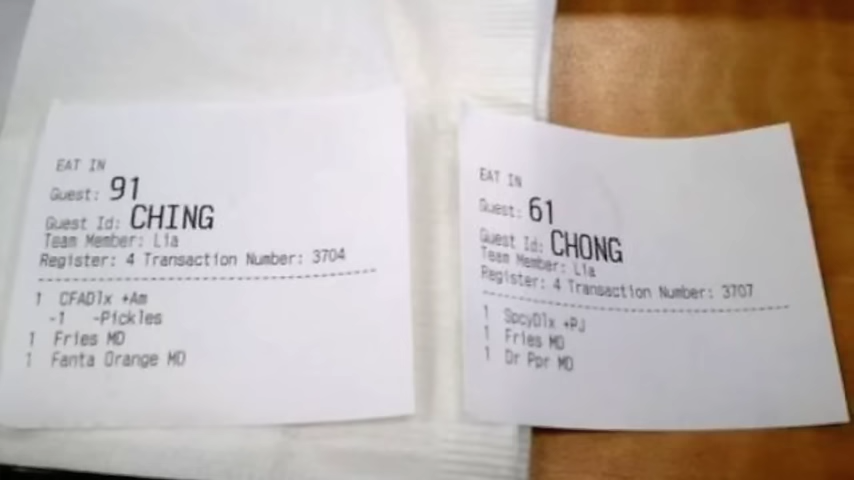 EAT IN
Guest: 91
Guest Id: CHING
Team Member: Lia
Register: 4 Transaction Number: 3704
1 CFADlx +Am
-1 -Pickles
1 Fries MD
1 Fanta Orange MD
EAT IN
Guest: 61
Guest Id: CHONG
Team Member: Lia
Register: 4 Transaction Number: 3707
1 SpcyDlx +PJ
1 Fries MD
1 Dr Ppr MD